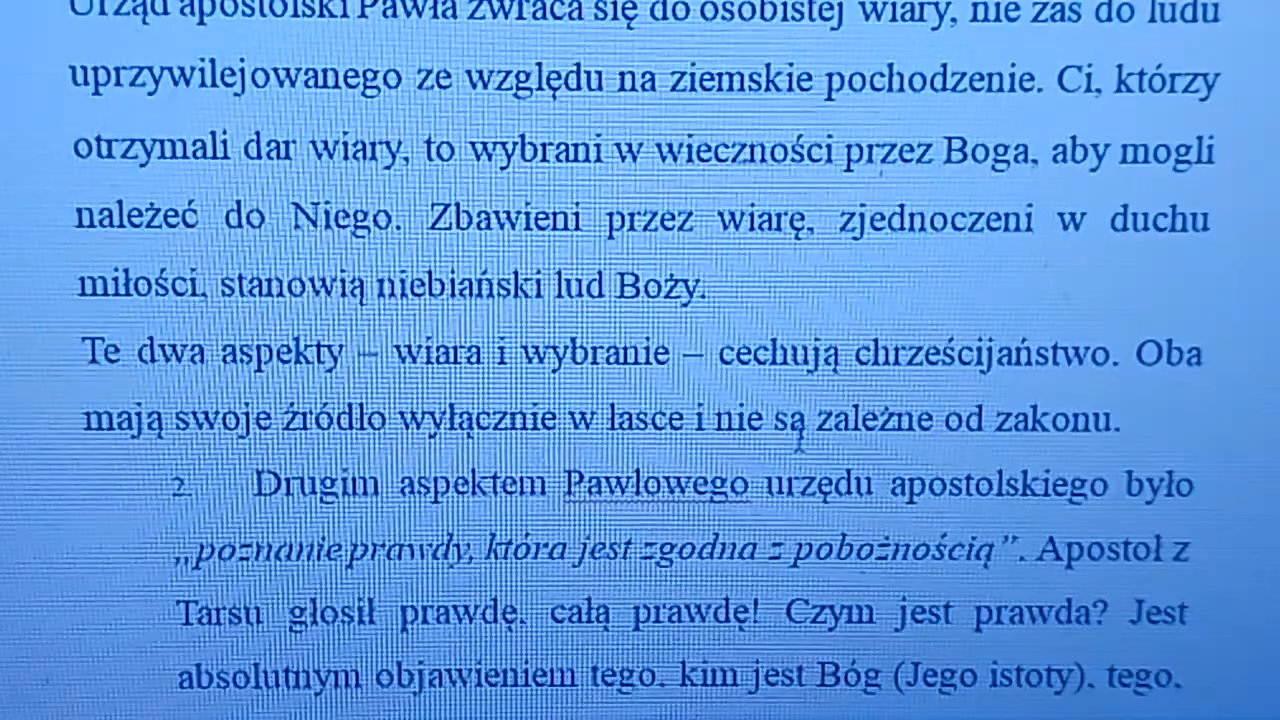 Urząd apostolski Pawła zwraca się do osobistej wiary, nie zaś do ludu
uprzywilejowanego ze względu na ziemskie pochodzenie. Ci, którzy
otrzymali dar wiary, to wybrani w wieczności przez Boga, aby mogli
należeć do Niego. Zbawieni przez wiarę, zjednoczeni w duchu
miłości, stanowią niebiański lud Boży.
Te dwa aspekty – wiara i wybranie – cechują chrześcijaństwo. Oba
mają swoje źródło wyłącznie w łasce i nie są zależne od zakonu.
2. Drugim aspektem Pawłowego urzędu apostolskiego było
„poznanie prawdy, która jest zgodna z pobożnością”. Apostoł z
Tarsu głosił prawdę, całą prawdę! Czym jest prawda? Jest
absolutnym objawieniem tego, kim jest Bóg (Jego istoty), tego,